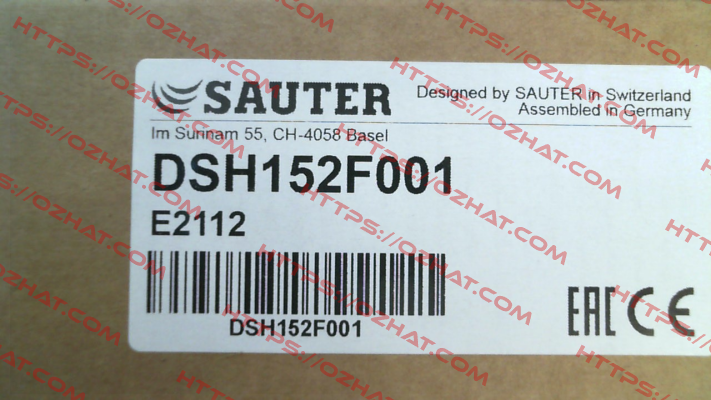 SAUTER
Designed by SAUTER in Switzerland
Assembled in Germany
Im Surinam 55, CH-4058 Basel
DSH152F001
E2112
DSH152F001
EAC CE
HTTPS://OZHAT.COM